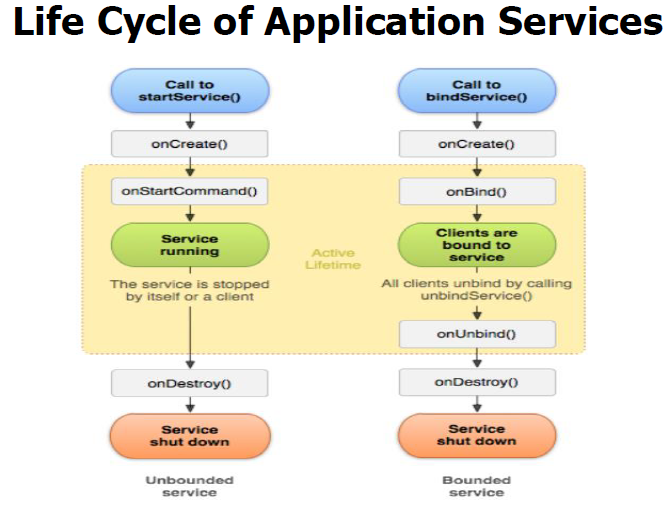 Life Cycle of Application Services
Call to
startService()
onCreate()
onStartCommand()
Service
running
The service is stopped
by itself or a client
onDestroy()
Service
shut down
Unbounded
service
Active
Lifetime
Call to
bindService()
onCreate()
onBind()
Clients are
bound to
service
All clients unbind by calling
unbindService()
onUnbind()
onDestroy()
Service
shut down
Bounded
service